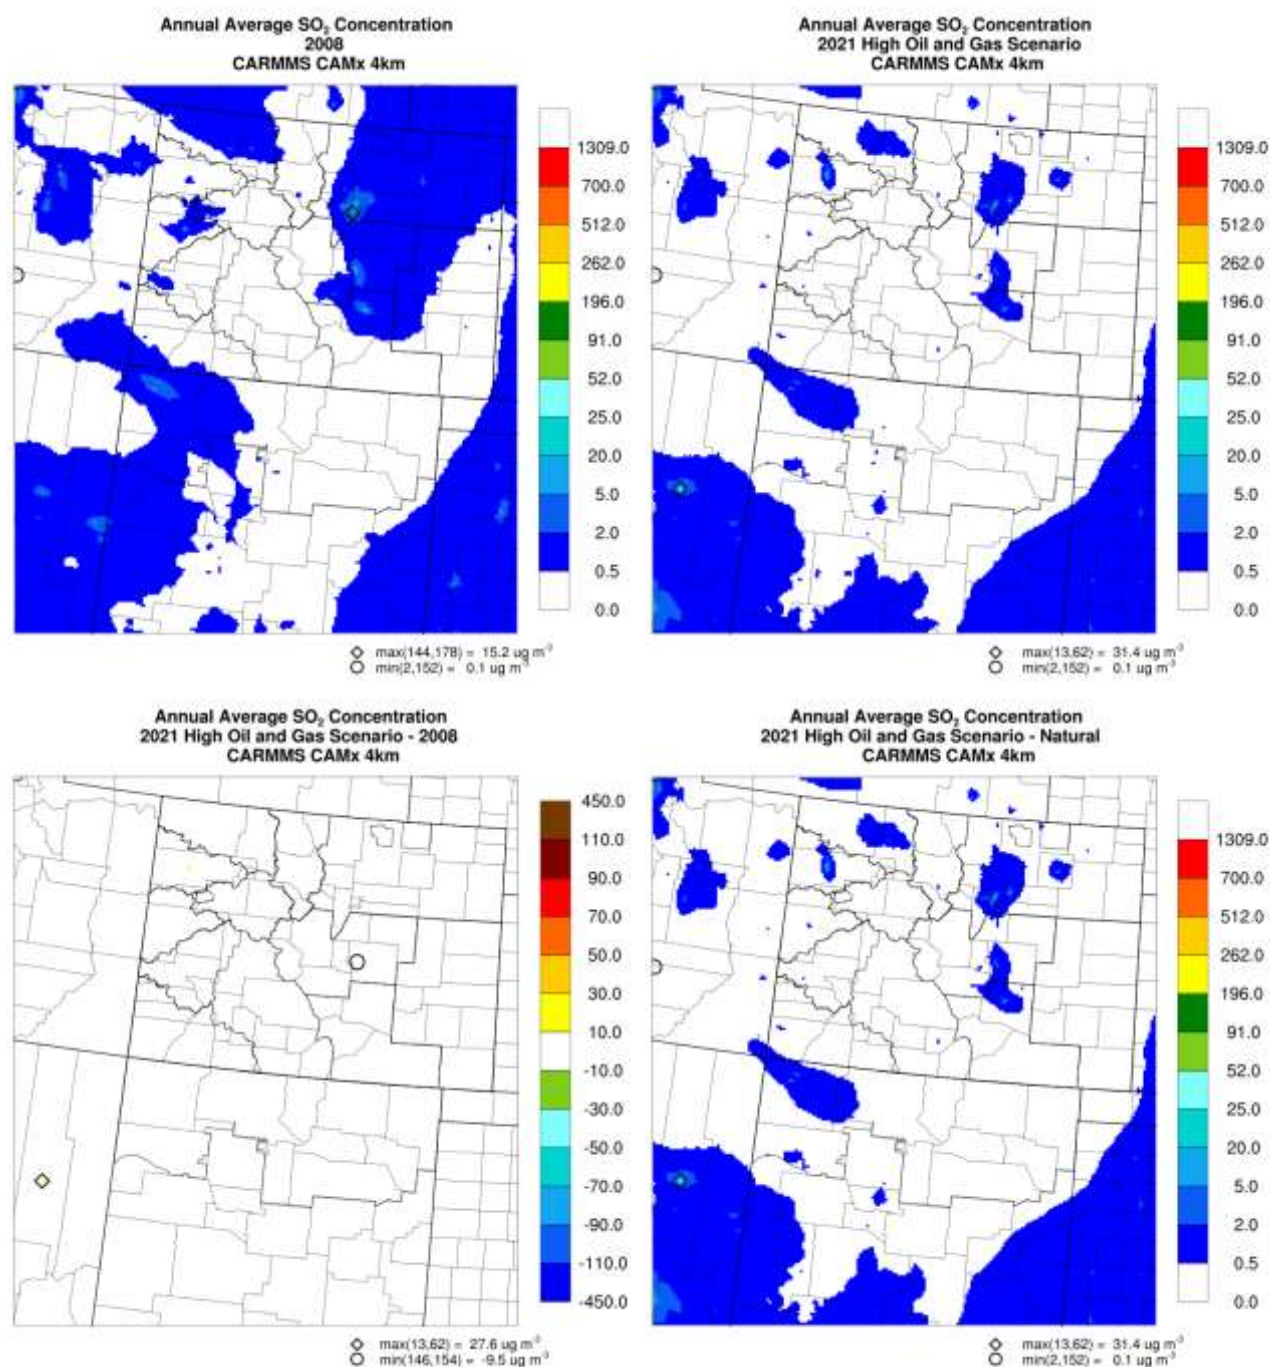 Annual Average SO₂ Concentration
2008
CARMMS CAMx 4km
1309.0
700.0
512.0
262.0
196.0
91.0
52.0
25.0
20.0
5.0
2.0
0.5
0.0
max(144,178) = 15.2 ug m⁻³
min(2,152) = 0.1 ug m⁻³
Annual Average SO₂ Concentration
2021 High Oil and Gas Scenario
CARMMS CAMx 4km
1309.0
700.0
512.0
262.0
196.0
91.0
52.0
25.0
20.0
5.0
2.0
0.5
0.0
max(13,62) = 31.4 ug m⁻³
min(2,152) = 0.1 ug m⁻³
Annual Average SO₂ Concentration
2021 High Oil and Gas Scenario - 2008
CARMMS CAMx 4km
450.0
110.0
90.0
70.0
50.0
30.0
10.0
-10.0
-30.0
-50.0
-70.0
-90.0
-110.0
-450.0
max(13,62) = 27.6 ug m⁻³
min(146,154) = -9.5 ug m⁻³
Annual Average SO₂ Concentration
2021 High Oil and Gas Scenario - Natural
CARMMS CAMx 4km
1309.0
700.0
512.0
262.0
196.0
91.0
52.0
25.0
20.0
5.0
2.0
0.5
0.0
max(13,62) = 31.4 ug m⁻³
min(2,152) = 0.1 ug m⁻³